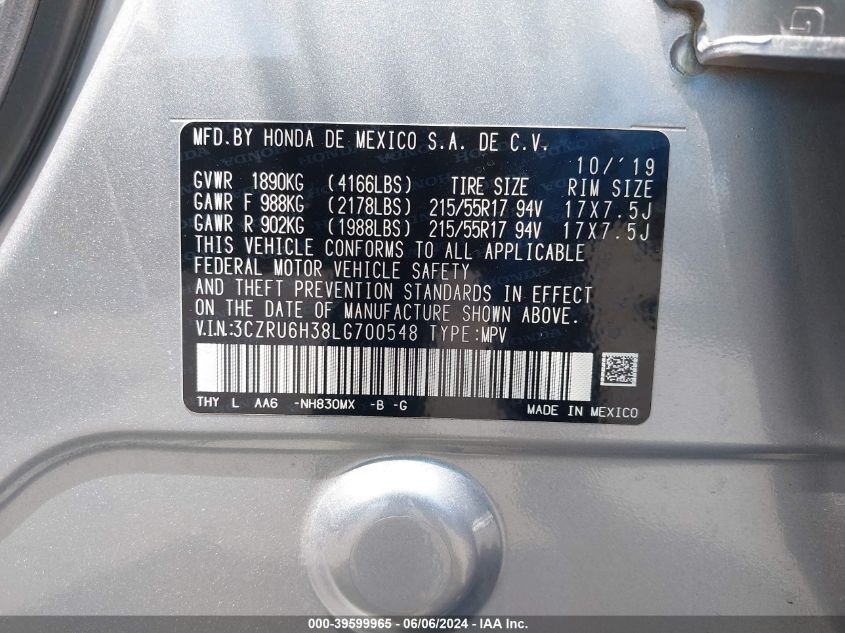 MFD.BY HONDA DE MEXICO S.A. DE C.V.
10/'19
GVWR 1890KG (4166LBS) TIRE SIZE RIM SIZE
GAWR F 988KG (2178LBS) 215/55R17 94V 17X7.5J
GAWR R 902KG (1988LBS) 215/55R17 94V 17X7.5J
THIS VEHICLE CONFORMS TO ALL APPLICABLE
FEDERAL MOTOR VEHICLE SAFETY
AND THEFT PREVENTION STANDARDS IN EFFECT
ON THE DATE OF MANUFACTURE SHOWN ABOVE.
V.I.N.:3CZRU6H38LG700548 TYPE:MPV
THY L AA6 -NH830MX -B -G
MADE IN MEXICO
000-39599965 - 06/06/2024 - IAAI.com